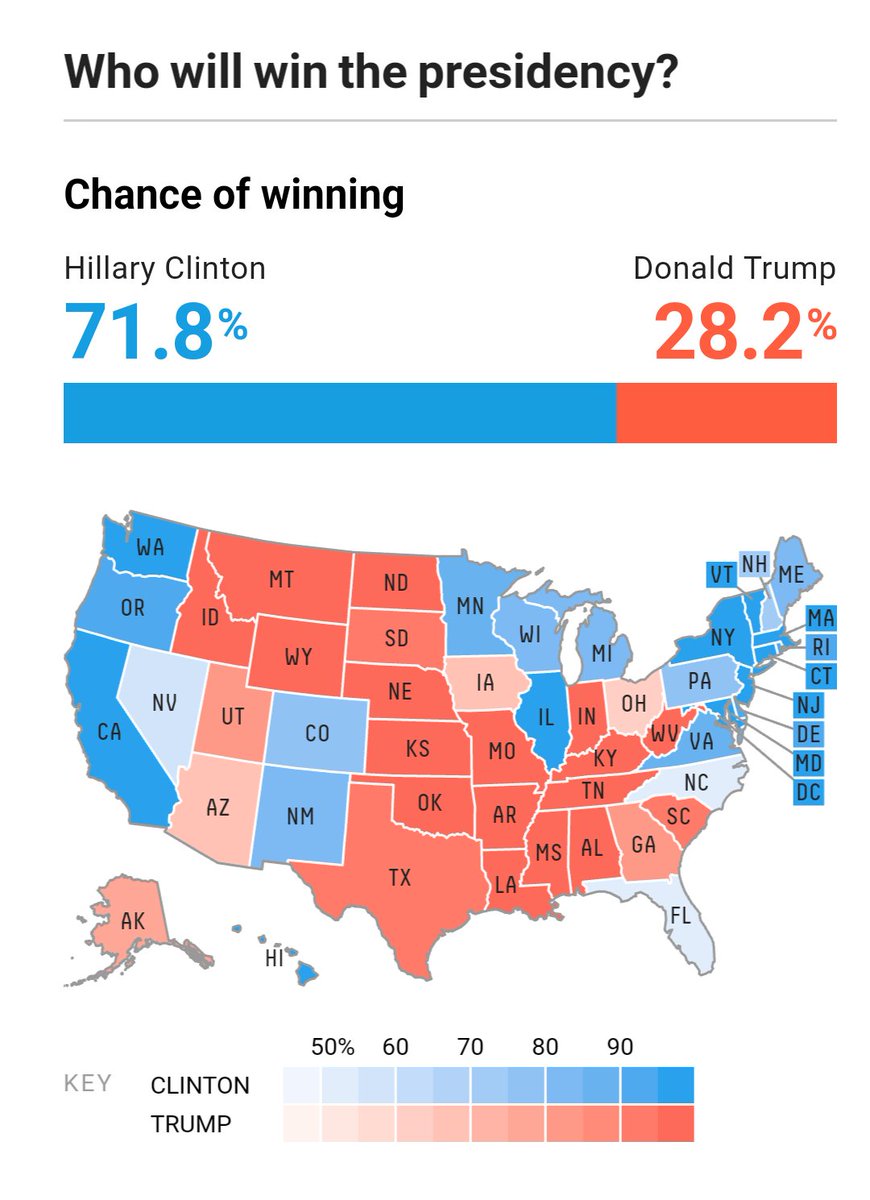 Who will win the presidency?
Chance of winning
Hillary Clinton Donald Trump
71.8% 28.2%
WA
OR
CA
NV
ID
MT
WY
UT
AZ
CO
NM
ND
SD
NE
KS
OK
TX
MN
IA
MO
AR
LA
WI
IL
MI
IN
OH
KY
TN
MS
AL
GA
FL
SC
NC
VA
WV
PA
NY
VT
NH
ME
MA
RI
CT
NJ
DE
MD
DC
AK
HI
50% 60 70 80 90
KEY CLINTON
TRUMP